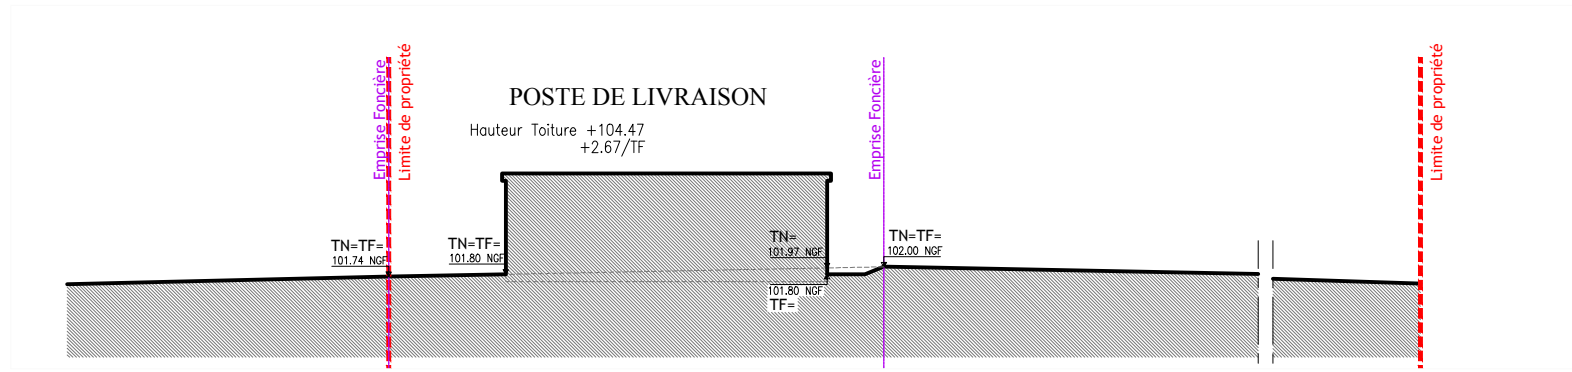 Emprise Foncière
Limite de propriété
POSTE DE LIVRAISON
Hauteur Toiture +104.47
+2.67/TF
Emprise Foncière
Limite de propriété
TN=TF=
101.74 NGF
TN=TF=
101.80 NGF
TN=
101.97 NGF
101.80 NGF
TF=
TN=TF=
102.00 NGF